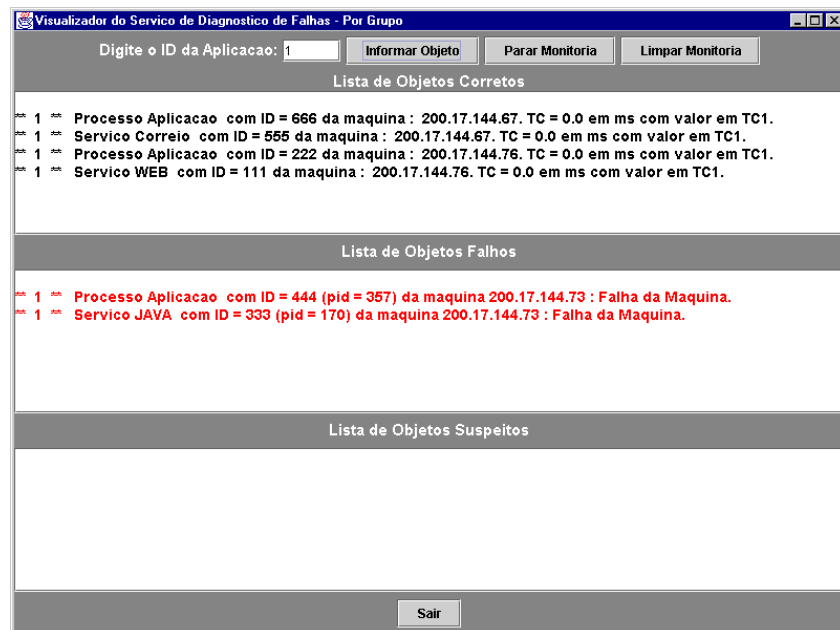 Visualizador do Servico de Diagnostico de Falhas - Por Grupo
Digite o ID da Aplicacao: 1 Informar Objeto Parar Monitoria Limpar Monitoria
Lista de Objetos Corretos
** 1 ** Processo Aplicacao com ID = 666 da maquina : 200.17.144.67. TC = 0.0 em ms com valor em TC1.
** 1 ** Servico Correio com ID = 555 da maquina : 200.17.144.67. TC = 0.0 em ms com valor em TC1.
** 1 ** Processo Aplicacao com ID = 222 da maquina : 200.17.144.76. TC = 0.0 em ms com valor em TC1.
** 1 ** Servico WEB com ID = 111 da maquina : 200.17.144.76. TC = 0.0 em ms com valor em TC1.
Lista de Objetos Falhos
** 1 ** Processo Aplicacao com ID = 444 (pid = 357) da maquina 200.17.144.73 : Falha da Maquina.
** 1 ** Servico JAVA com ID = 333 (pid = 170) da maquina 200.17.144.73 : Falha da Maquina.
Lista de Objetos Suspeitos
Sair